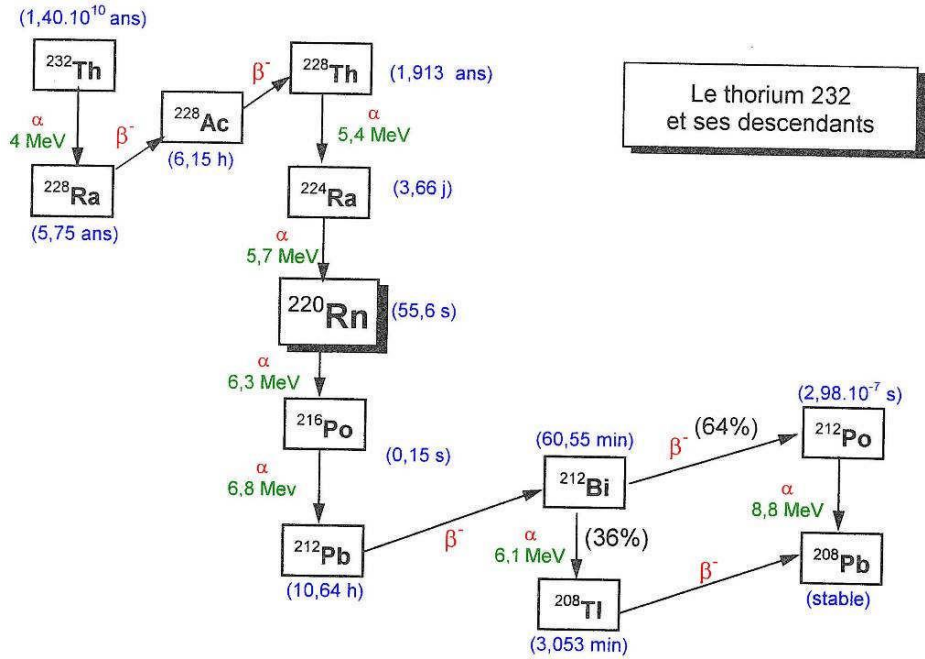 (1,40.10¹⁰ ans)
²³²Th
α
4 MeV
²²⁸Ra
(5,75 ans)
β⁻
²²⁸Ac
(6,15 h)
β⁻
²²⁸Th
(1,913 ans)
α
5,4 MeV
²²⁴Ra
(3,66 j)
α
5,7 MeV
²²⁰Rn
(55,6 s)
α
6,3 MeV
²¹⁶Po
(0,15 s)
α
6,8 Mev
²¹²Pb
(10,64 h)
β⁻
(60,55 min)
²¹²Bi
β⁻
(64%)
α
6,1 MeV
(36%)
²⁰⁸Tl
(3,053 min)
β⁻
(2,98.10⁻⁷ s)
²¹²Po
α
8,8 MeV
²⁰⁸Pb
(stable)
Le thorium 232
et ses descendants